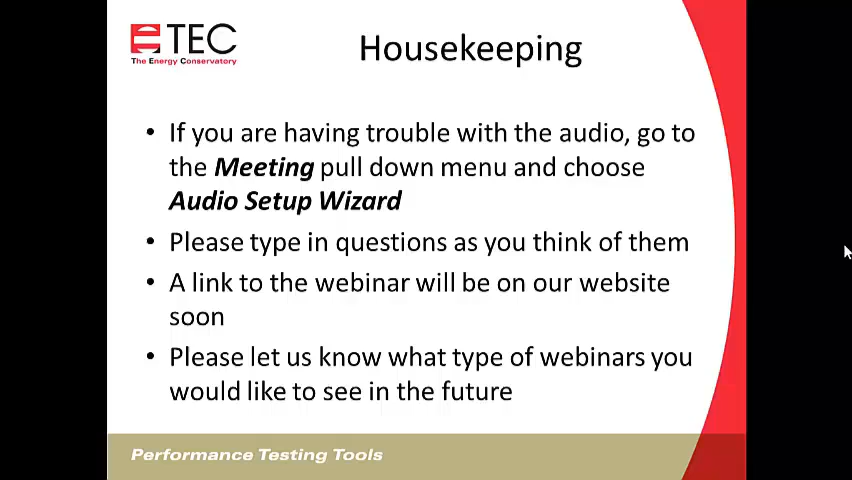 TEC
The Energy Conservatory
Housekeeping
• If you are having trouble with the audio, go to
the Meeting pull down menu and choose
Audio Setup Wizard
• Please type in questions as you think of them
• A link to the webinar will be on our website
soon
• Please let us know what type of webinars you
would like to see in the future
Performance Testing Tools